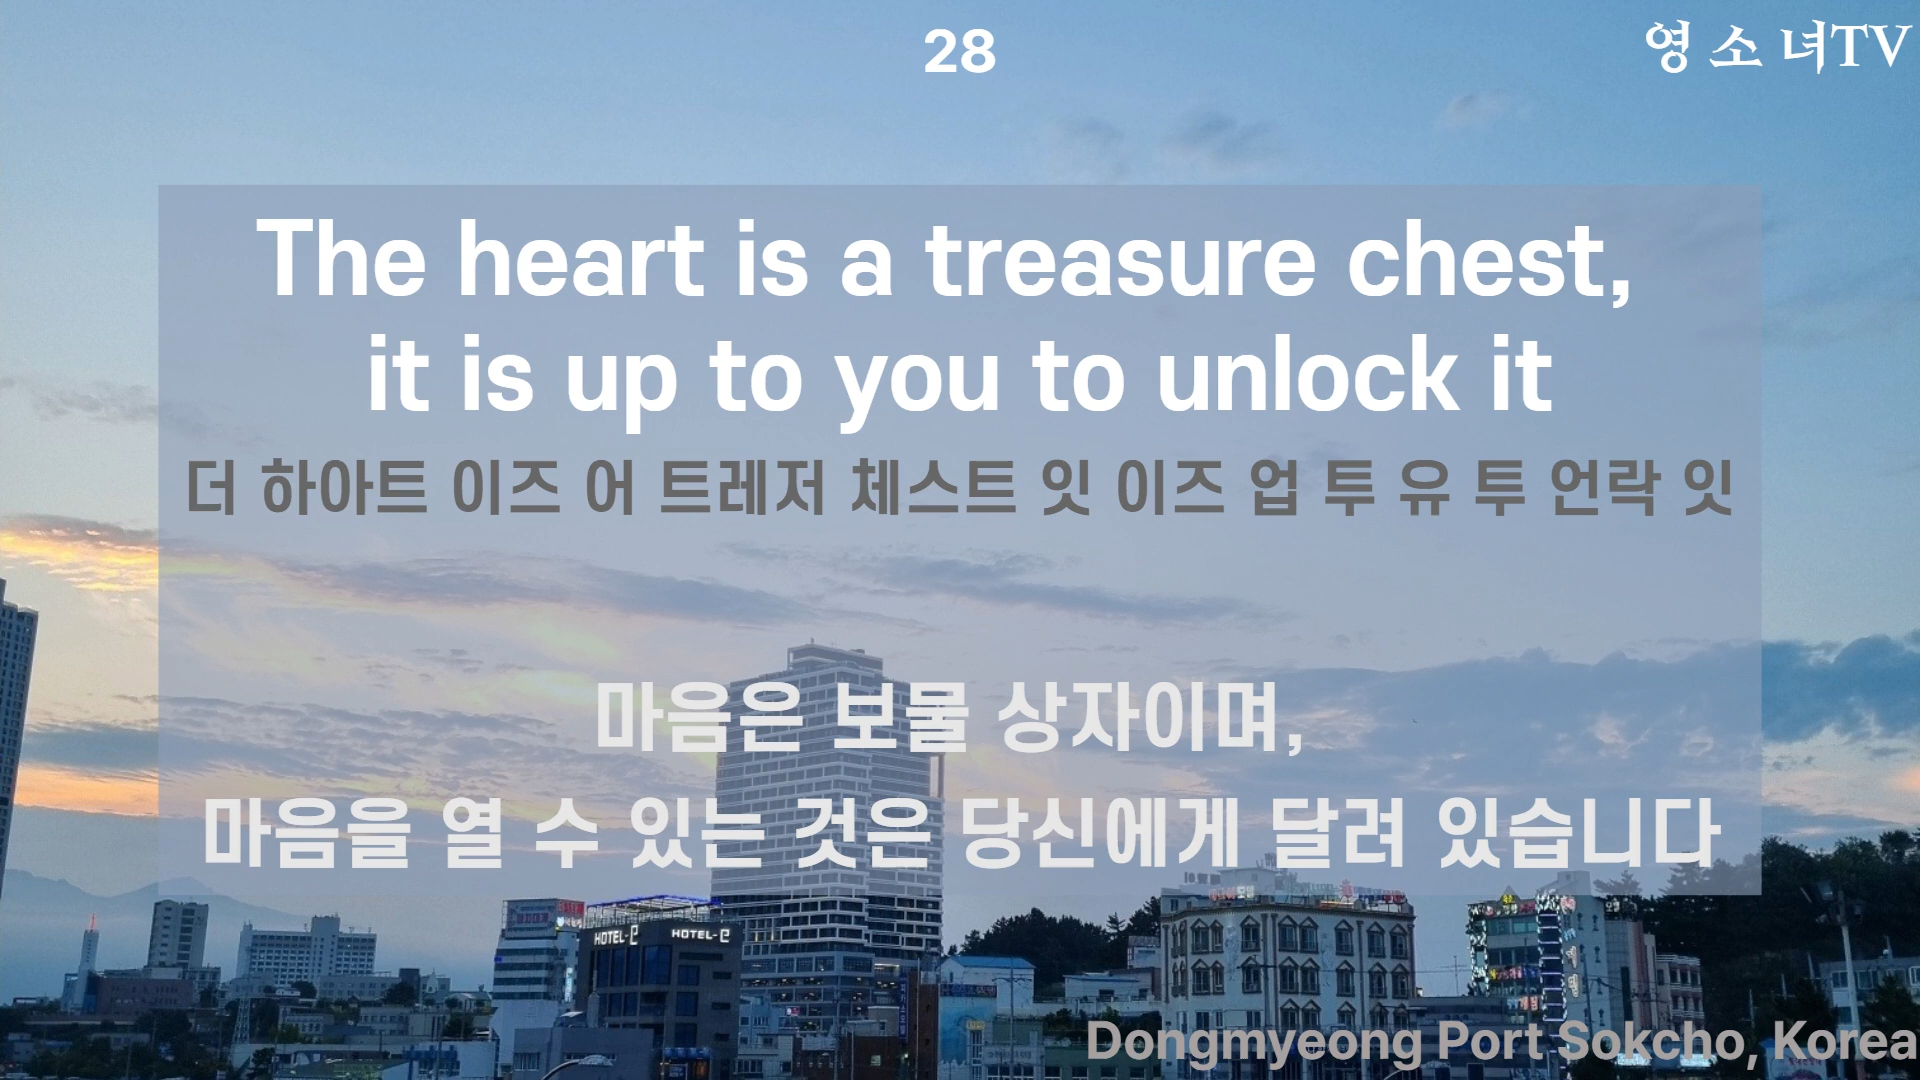 28
영 소 녀TV
The heart is a treasure chest,
it is up to you to unlock it
더 하아트 이즈 어 트레저 체스트 잇 이즈 업 투 유 투 언락 잇
마음은 보물 상자이며,
마음을 열 수 있는 것은 당신에게 달려 있습니다
HOTEL-e HOTEL-e
Dongmyeong Port Sokcho, Korea